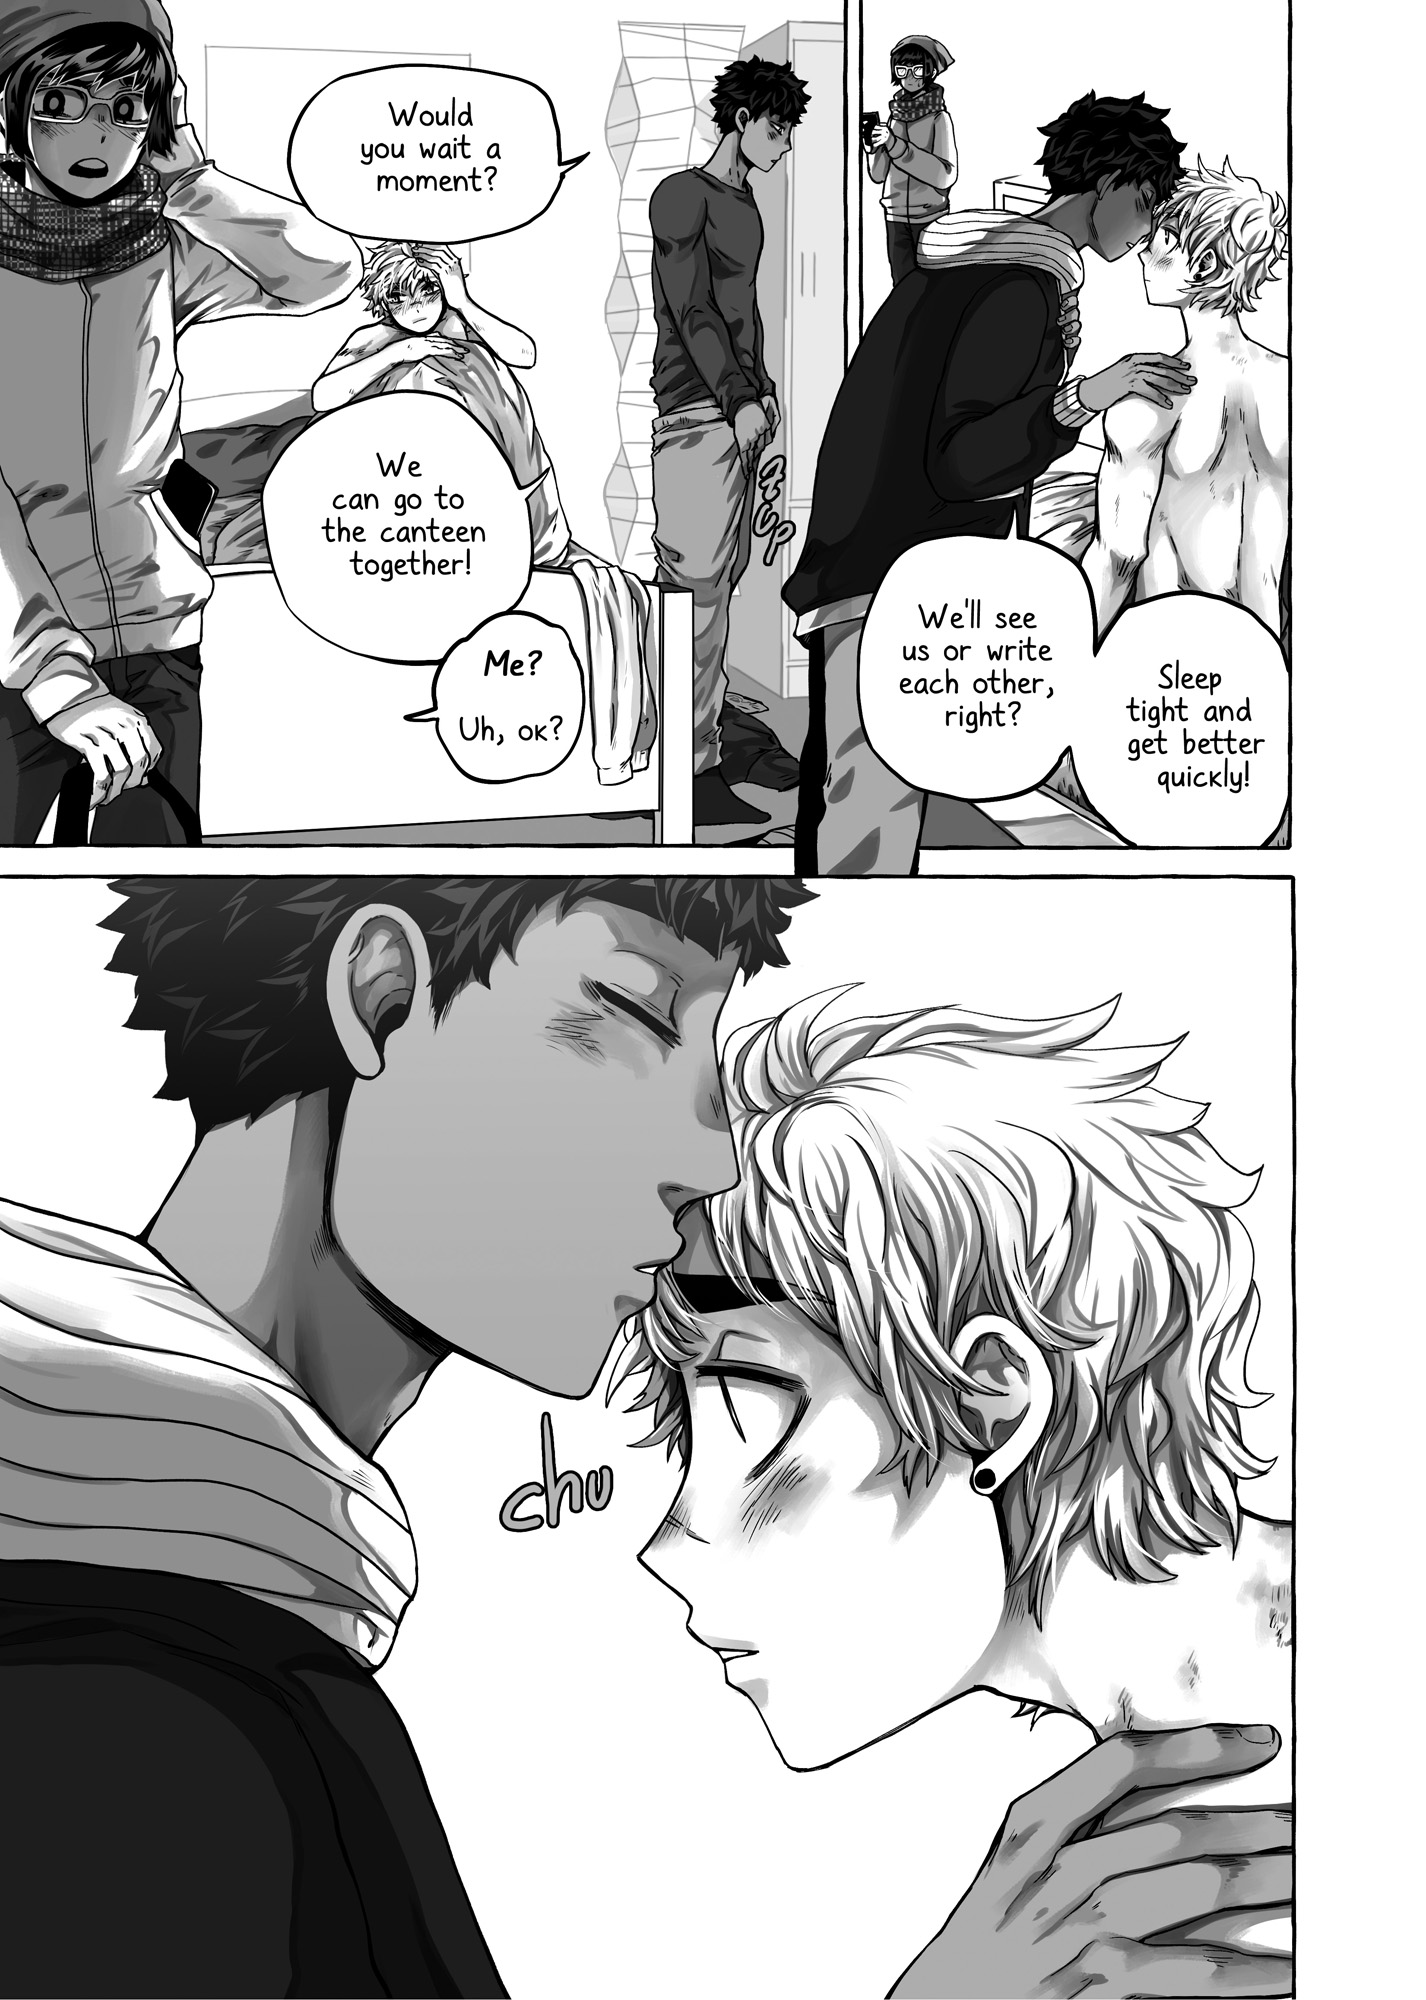 Would
you wait a
moment?
We
can go to
the canteen
together!
Me?
Uh, ok?
ZUP
We'll see
us or write
each other,
right?
Sleep
tight and
get better
quickly!
chu